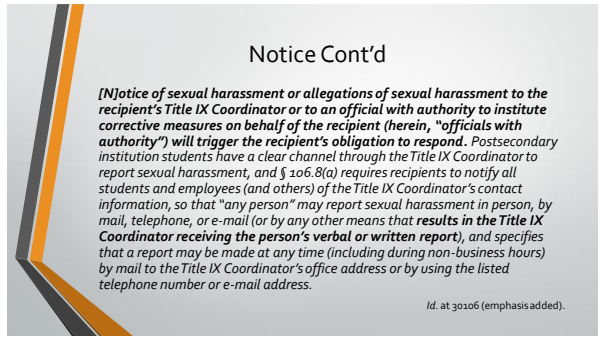 Notice Cont’d
[N]otice of sexual harassment or allegations of sexual harassment to the
recipient’s Title IX Coordinator or to an official with authority to institute
corrective measures on behalf of the recipient (herein, “officials with
authority”) will trigger the recipient’s obligation to respond. Postsecondary
institution students have a clear channel through the Title IX Coordinator to
report sexual harassment, and § 106.8(a) requires recipients to notify all
students and employees (and others) of the Title IX Coordinator’s contact
information, so that “any person” may report sexual harassment in person, by
mail, telephone, or e-mail (or by any other means that results in the Title IX
Coordinator receiving the person’s verbal or written report), and specifies
that a report may be made at any time (including during non-business hours)
by mail to the Title IX Coordinator’s office address or by using the listed
telephone number or e-mail address.
Id. at 30106 (emphasis added).